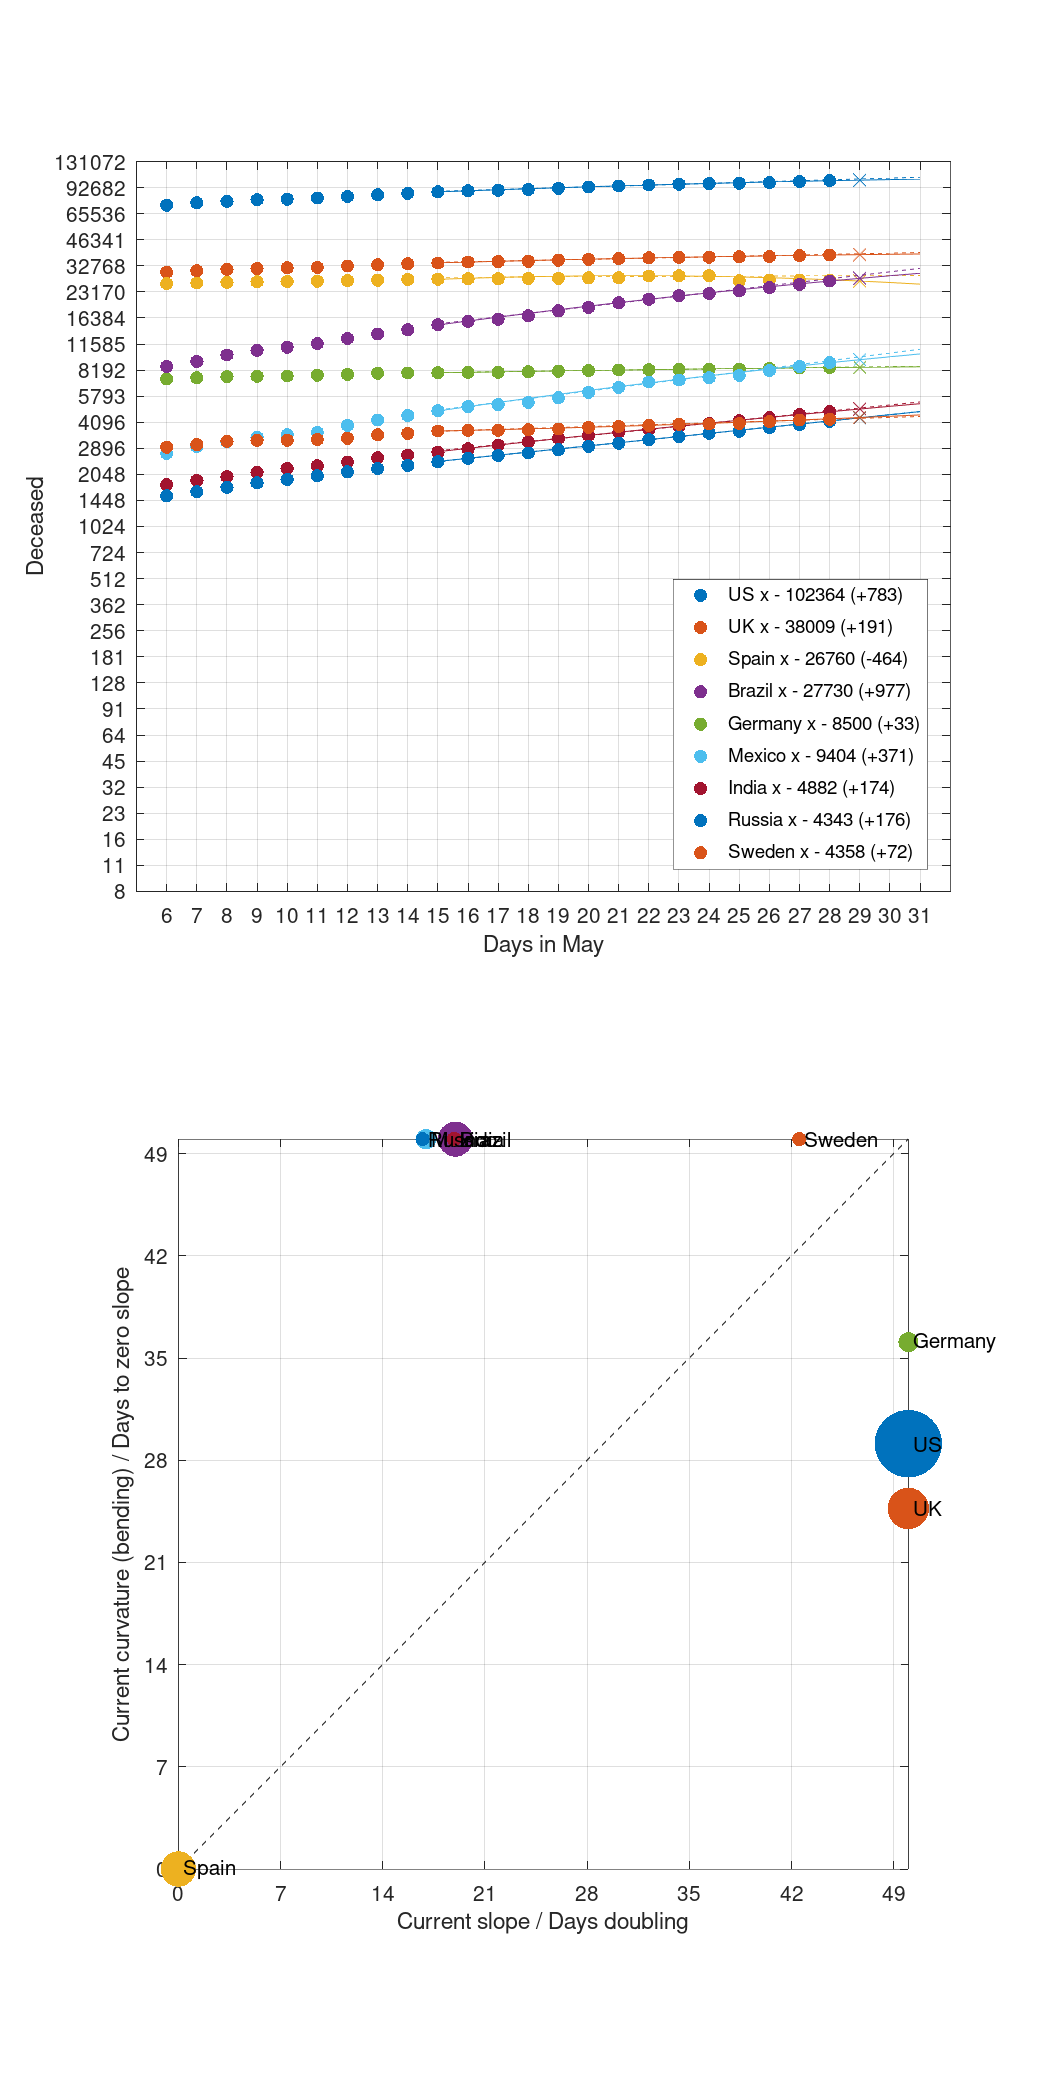 131072
92682
65536
46341
32768
23170
16384
11585
8192
5793
4096
2896
2048
1448
1024
724
512
362
256
181
128
91
64
45
32
23
16
11
8
Deceased
US x - 102364 (+783)
UK x - 38009 (+191)
Spain x - 26760 (-464)
Brazil x - 27730 (+977)
Germany x - 8500 (+33)
Mexico x - 9404 (+371)
India x - 4882 (+174)
Russia x - 4343 (+176)
Sweden x - 4358 (+72)
6 7 8 9 10 11 12 13 14 15 16 17 18 19 20 21 22 23 24 25 26 27 28 29 30 31
Days in May
Sweden
49
42
35
28
21
14
7
0
Current curvature (bending) / Days to zero slope
Germany
US
UK
Spain
0 7 14 21 28 35 42 49
Current slope / Days doubling